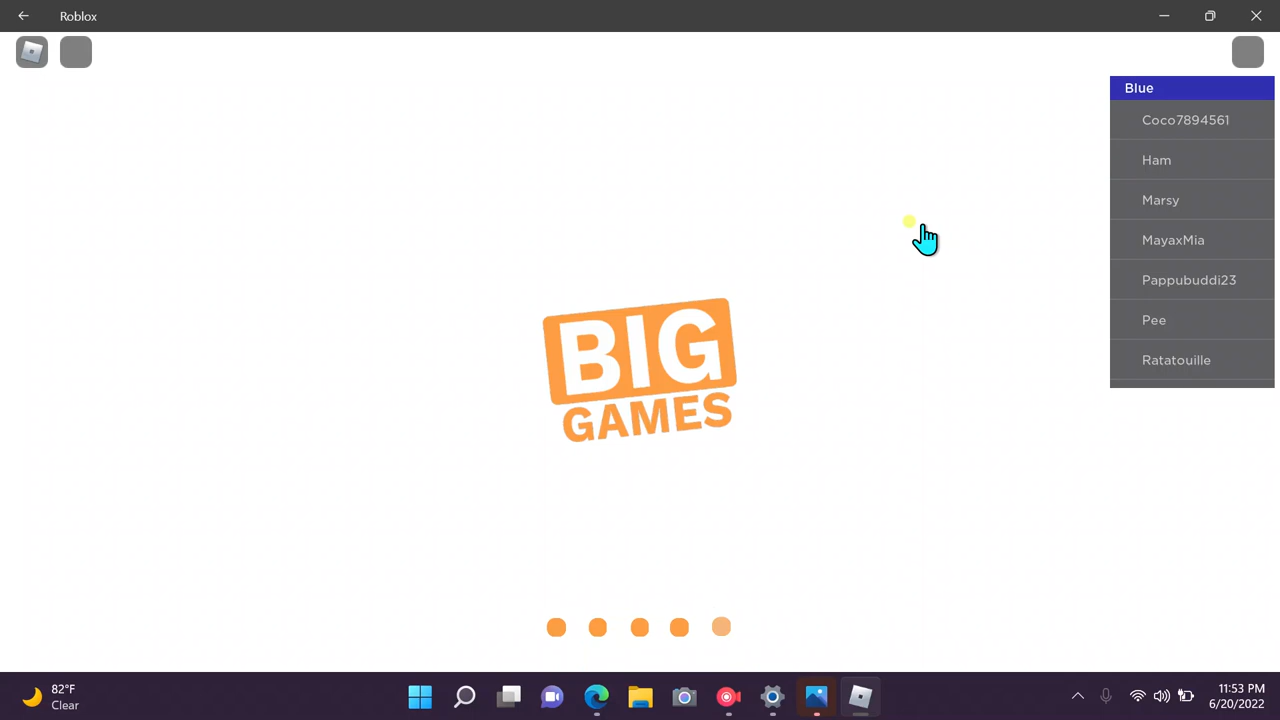 Roblox
Blue
Coco7894561
Ham
Marsy
MayaxMia
Pappubuddi23
Pee
Ratatouille
BIG
GAMES
82°F
Clear
11:53 PM
6/20/2022